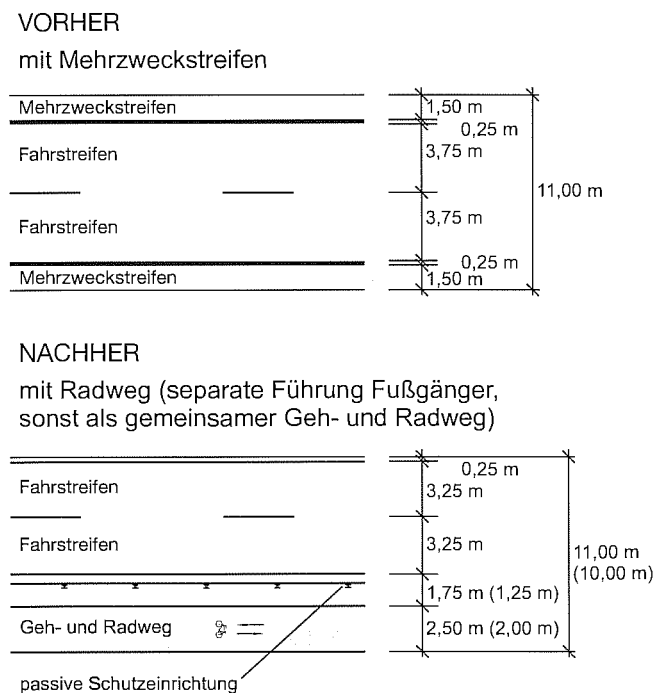 VORHER
mit Mehrzweckstreifen
Mehrzweckstreifen
1,50 m
0,25 m
Fahrstreifen
3,75 m
11,00 m
Fahrstreifen
3,75 m
0,25 m
Mehrzweckstreifen
1,50 m
NACHHER
mit Radweg (separate Führung Fußgänger,
sonst als gemeinsamer Geh- und Radweg)
0,25 m
Fahrstreifen
3,25 m
Fahrstreifen
3,25 m
11,00 m
(10,00 m)
1,75 m (1,25 m)
Geh- und Radweg
2,50 m (2,00 m)
passive Schutzeinrichtung